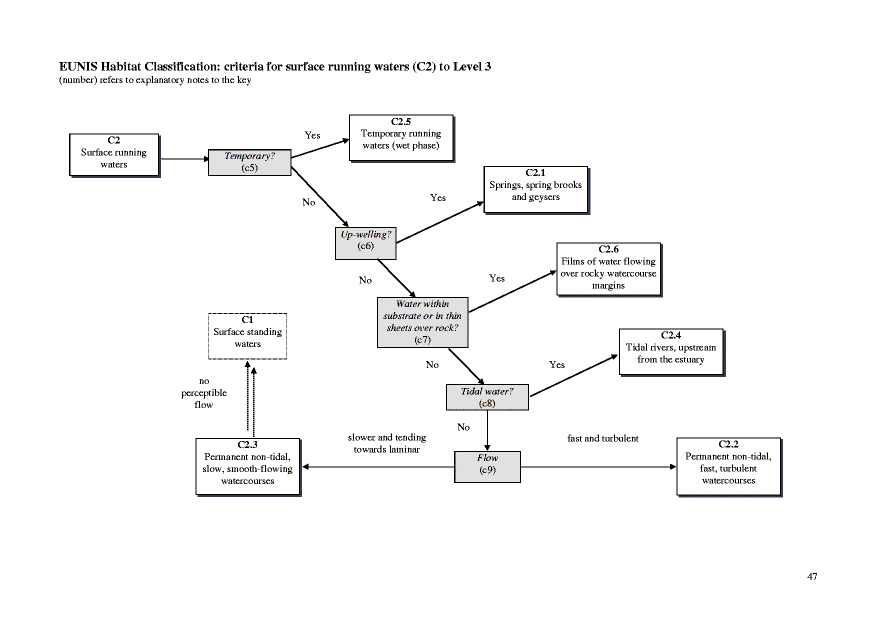 EUNIS Habitat Classification: criteria for surface running waters (C2) to Level 3
(number) refers to explanatory notes to the key
C2
Surface running
waters
Temporary?
(c5)
Yes
C2.5
Temporary running
waters (wet phase)
No
Up-welling?
(c6)
Yes
C2.1
Springs, spring brooks
and geysers
No
Water within
substrate or in thin
sheets over rock?
(c7)
Yes
C2.6
Films of water flowing
over rocky watercourse
margins
No
Tidal water?
(c8)
Yes
C2.4
Tidal rivers, upstream
from the estuary
No
Flow
(c9)
fast and turbulent
C2.2
Permanent non-tidal,
fast, turbulent
watercourses
slower and tending
towards laminar
C2.3
Permanent non-tidal,
slow, smooth-flowing
watercourses
no
perceptible
flow
C1
Surface standing
waters
47